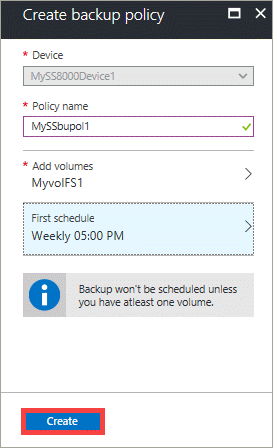 Create backup policy
* Device
MySS8000Device1
* Policy name
MySSbupol1
* Add volumes
MyvolFS1
First schedule
Weekly 05:00 PM
Backup won't be scheduled unless
you have atleast one volume.
Create